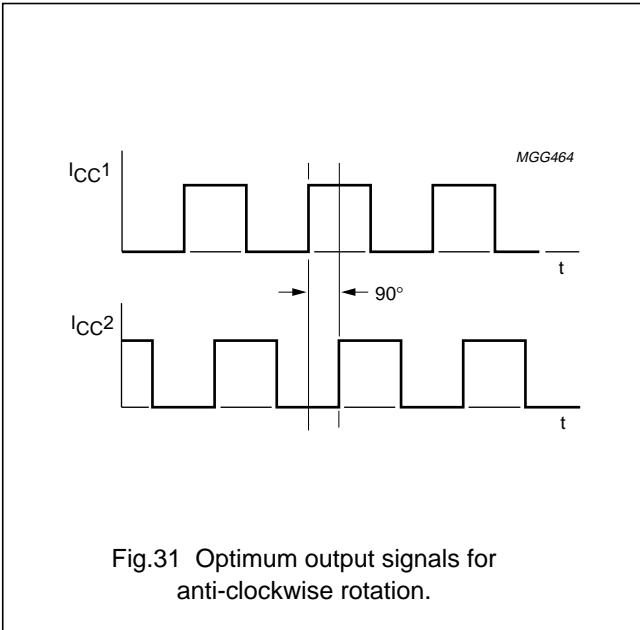 MGG464
ICC1
t
90°
ICC2
t
Fig.31 Optimum output signals for
anti-clockwise rotation.